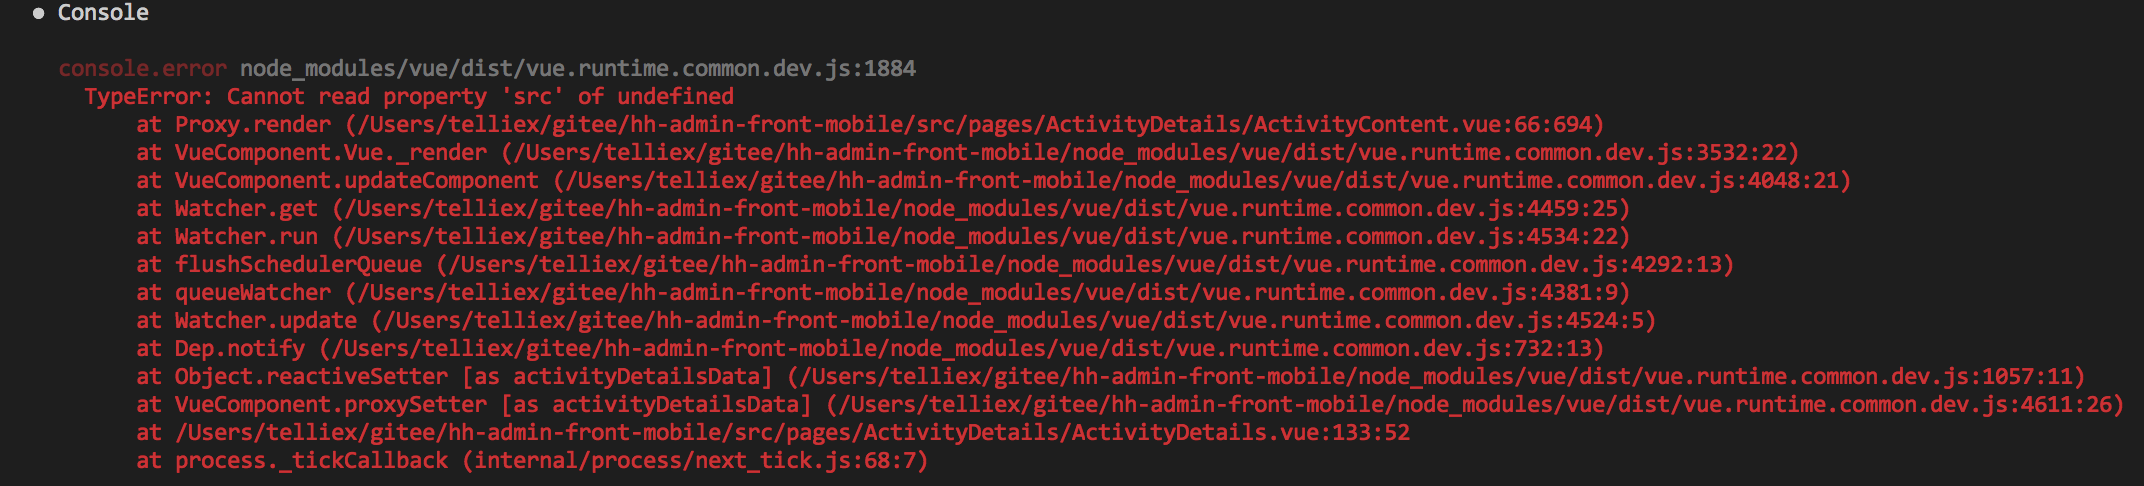 ● Console
console.error node_modules/vue/dist/vue.runtime.common.dev.js:1884
TypeError: Cannot read property 'src' of undefined
at Proxy.render (/Users/telliex/gitee/hh-admin-front-mobile/src/pages/ActivityDetails/ActivityContent.vue:66:694)
at VueComponent.Vue._render (/Users/telliex/gitee/hh-admin-front-mobile/node_modules/vue/dist/vue.runtime.common.dev.js:3532:22)
at VueComponent.updateComponent (/Users/telliex/gitee/hh-admin-front-mobile/node_modules/vue/dist/vue.runtime.common.dev.js:4048:21)
at Watcher.get (/Users/telliex/gitee/hh-admin-front-mobile/node_modules/vue/dist/vue.runtime.common.dev.js:4459:25)
at Watcher.run (/Users/telliex/gitee/hh-admin-front-mobile/node_modules/vue/dist/vue.runtime.common.dev.js:4534:22)
at flushSchedulerQueue (/Users/telliex/gitee/hh-admin-front-mobile/node_modules/vue/dist/vue.runtime.common.dev.js:4292:13)
at queueWatcher (/Users/telliex/gitee/hh-admin-front-mobile/node_modules/vue/dist/vue.runtime.common.dev.js:4381:9)
at Watcher.update (/Users/telliex/gitee/hh-admin-front-mobile/node_modules/vue/dist/vue.runtime.common.dev.js:4524:5)
at Dep.notify (/Users/telliex/gitee/hh-admin-front-mobile/node_modules/vue/dist/vue.runtime.common.dev.js:732:13)
at Object.reactiveSetter [as activityDetailsData] (/Users/telliex/gitee/hh-admin-front-mobile/node_modules/vue/dist/vue.runtime.common.dev.js:1057:11)
at VueComponent.proxySetter [as activityDetailsData] (/Users/telliex/gitee/hh-admin-front-mobile/node_modules/vue/dist/vue.runtime.common.dev.js:4611:26)
at /Users/telliex/gitee/hh-admin-front-mobile/src/pages/ActivityDetails/ActivityDetails.vue:133:52
at process._tickCallback (internal/process/next_tick.js:68:7)